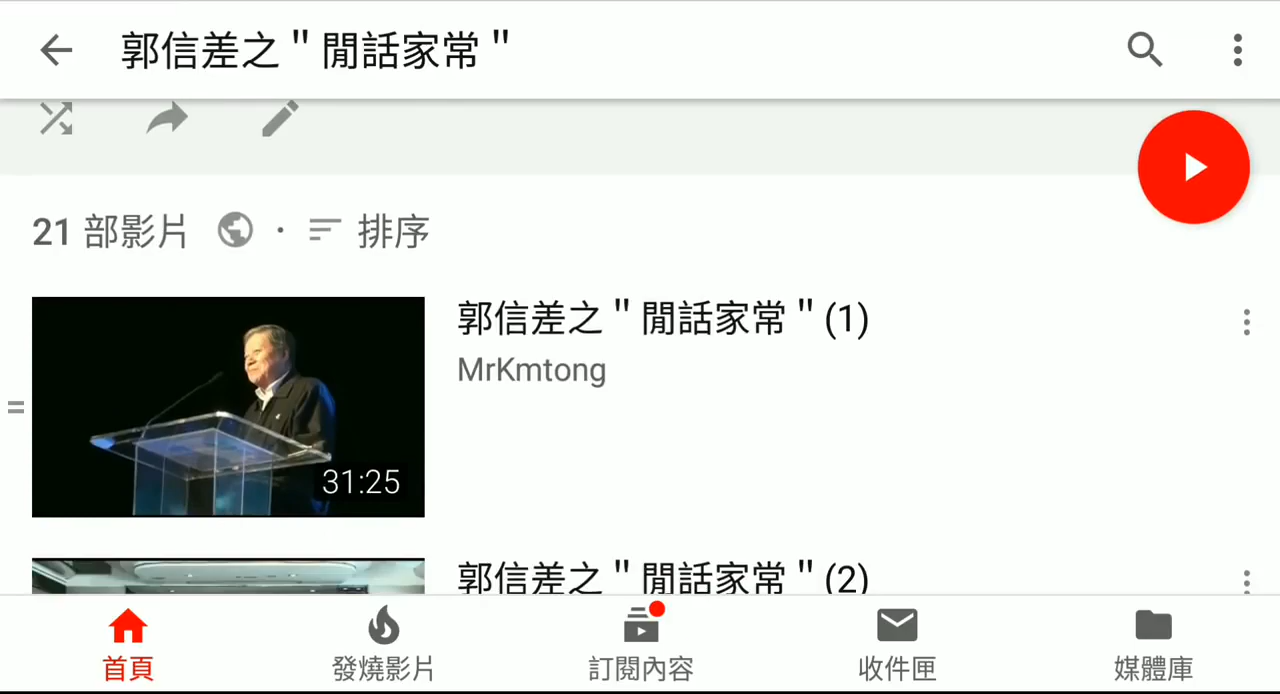 郭信差之＂閒話家常＂
21 部影片 · 排序
郭信差之＂閒話家常＂(1)
MrKmtong
31:25
郭信差之＂閒話家常＂(2)
首頁
發燒影片
訂閱內容
收件匣
媒體庫